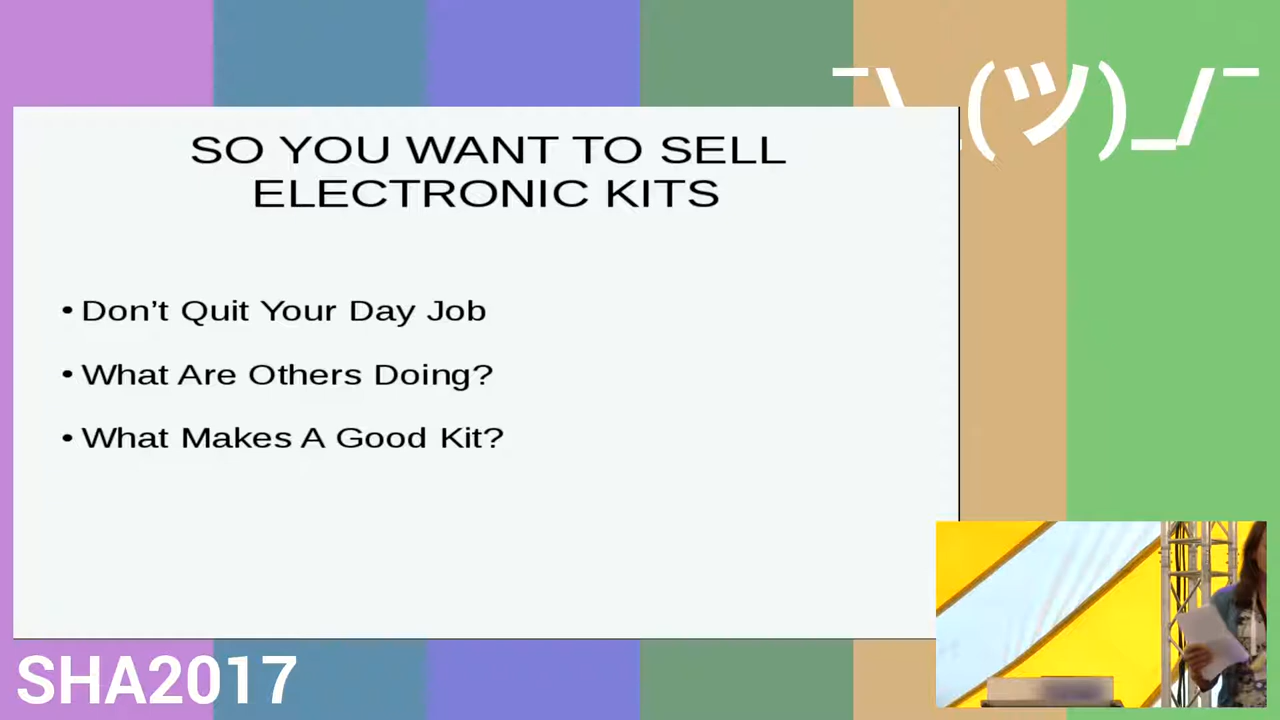 ¯\_(ツ)_/¯
SO YOU WANT TO SELL
ELECTRONIC KITS
• Don’t Quit Your Day Job
• What Are Others Doing?
• What Makes A Good Kit?
SHA2017